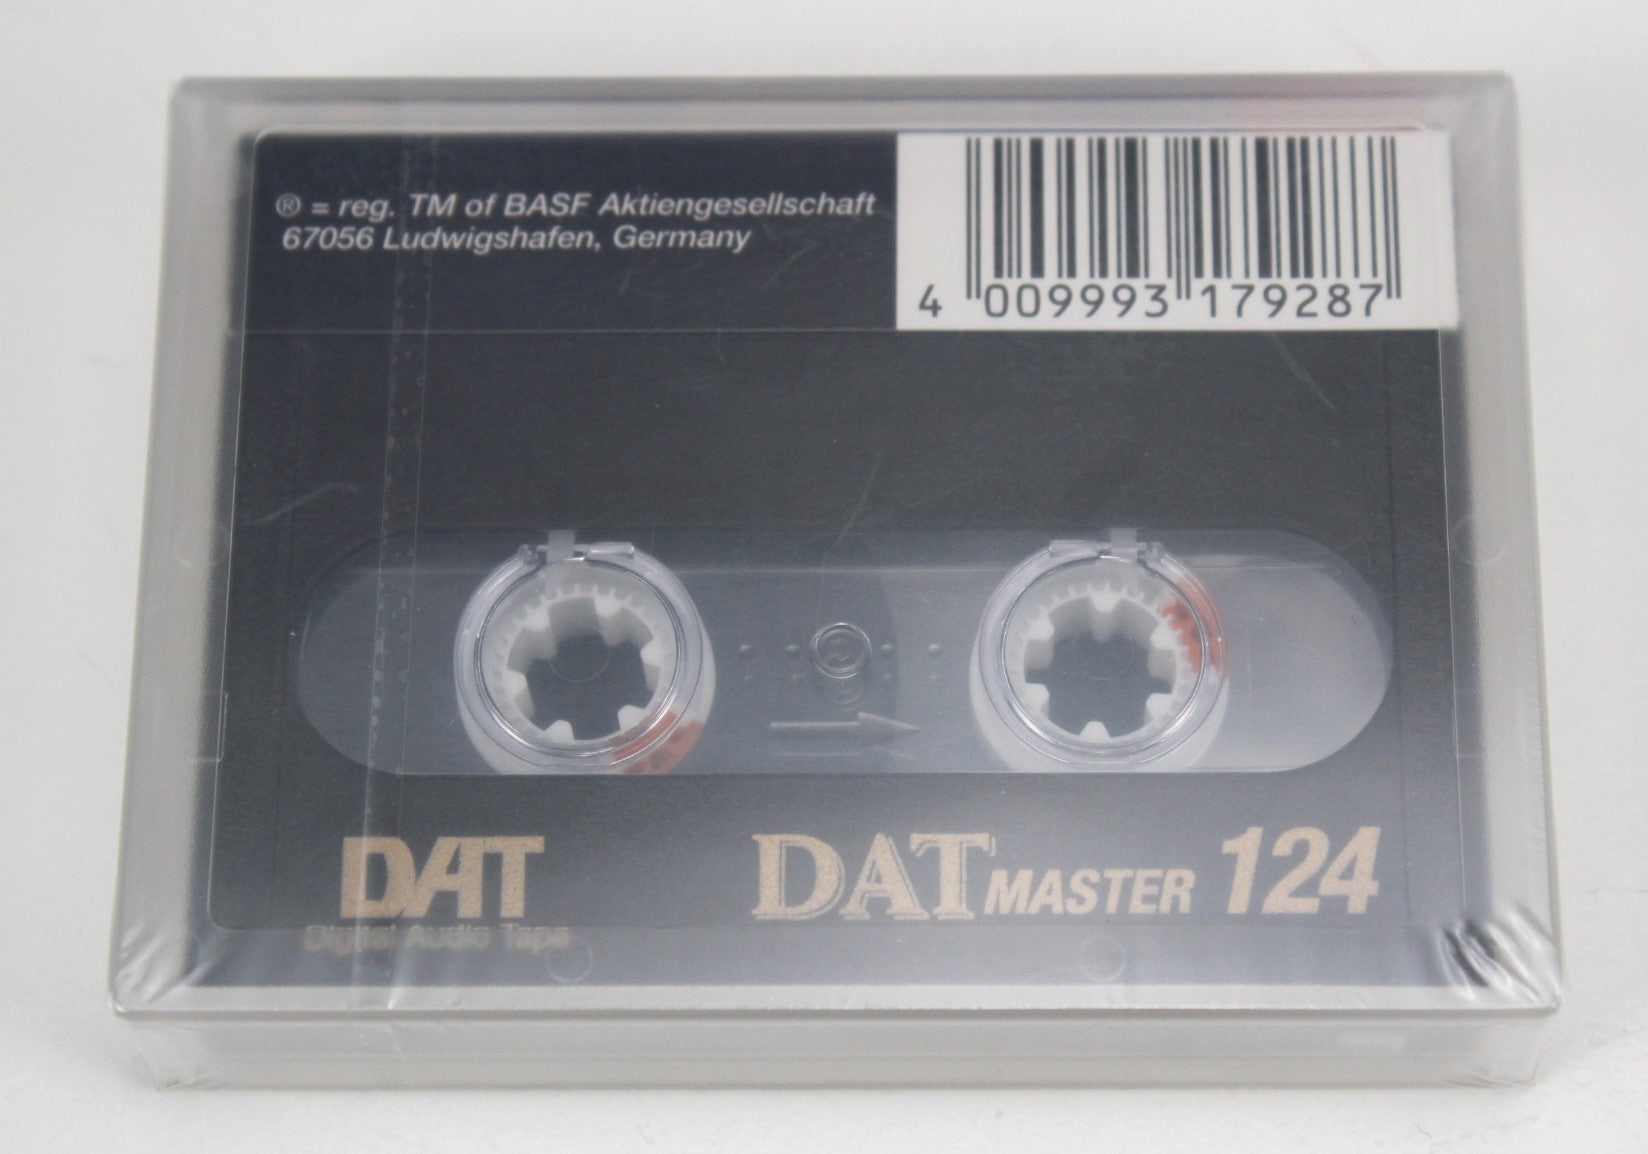 ® = reg. TM of BASF Aktiengesellschaft
67056 Ludwigshafen, Germany
4 009993 179287
DAT
Digital Audio Tape
DAT MASTER 124